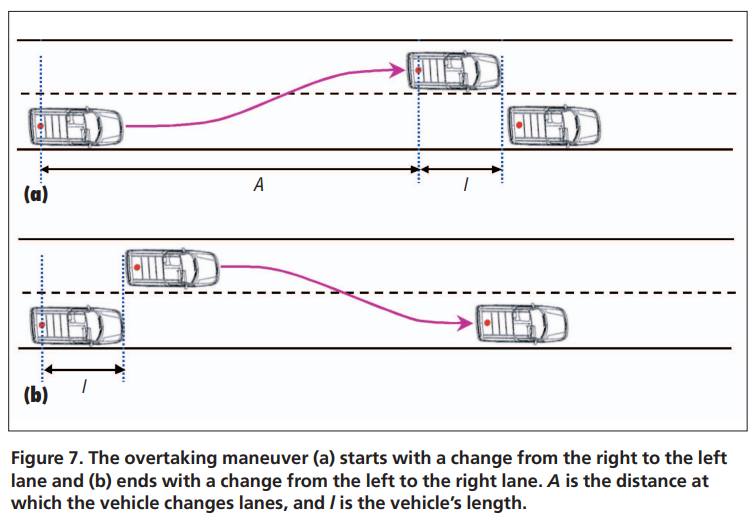 A
l
(a)
l
(b)
Figure 7. The overtaking maneuver (a) starts with a change from the right to the left
lane and (b) ends with a change from the left to the right lane. A is the distance at
which the vehicle changes lanes, and l is the vehicle’s length.